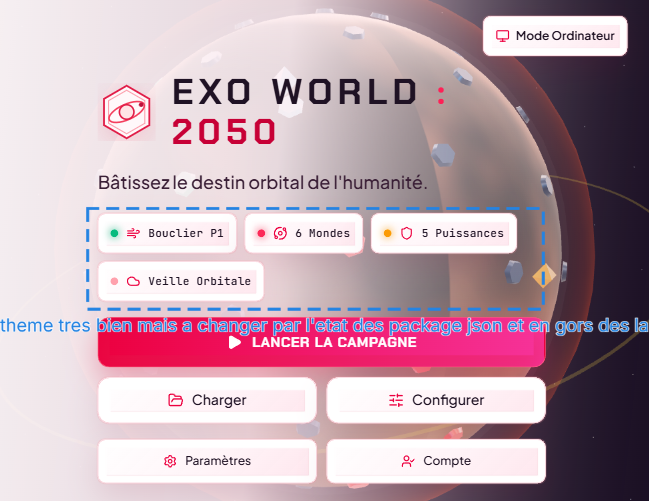 Mode Ordinateur
EXO WORLD :
2050
Bâtissez le destin orbital de l'humanité.
Bouclier P1
6 Mondes
5 Puissances
Veille Orbitale
theme tres bien mais a changer par l'etat des package json et en gors des la
LANCER LA CAMPAGNE
Charger
Configurer
Paramètres
Compte